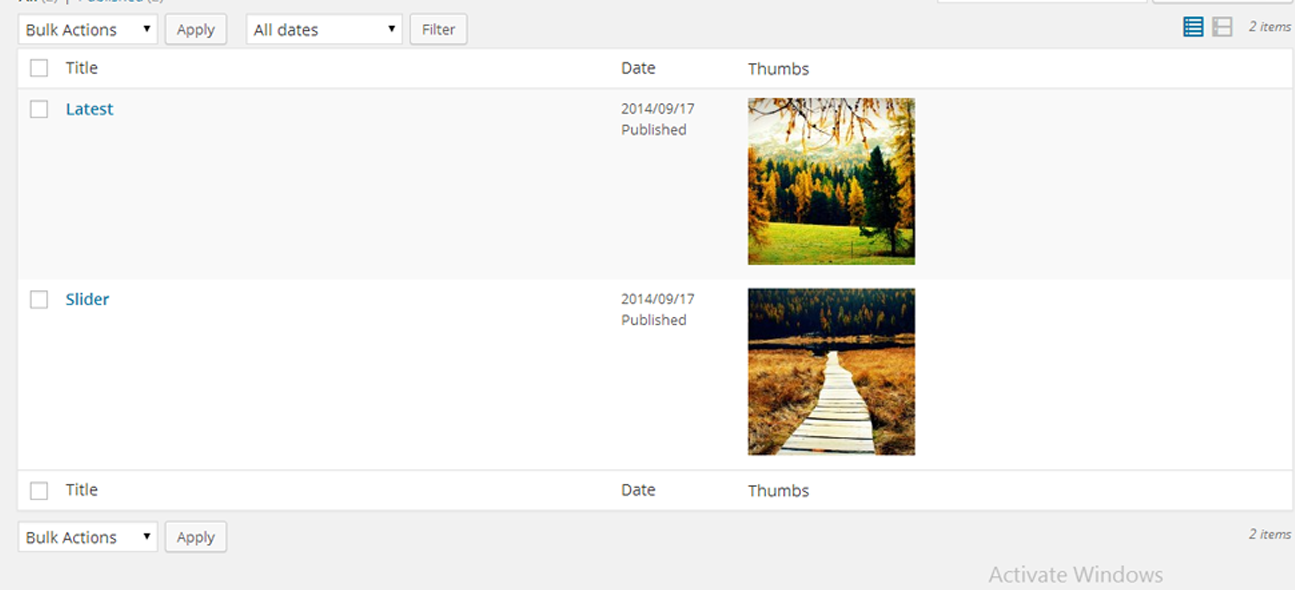 Bulk Actions Apply All dates Filter 2 items
Title Date Thumbs
Latest 2014/09/17
Published
Slider 2014/09/17
Published
Title Date Thumbs
Bulk Actions Apply 2 items
Activate Windows